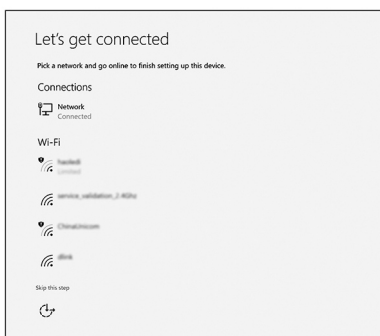 Let's get connected
Pick a network and go online to finish setting up this device.
Connections
Network
Connected
Wi-Fi
Limited
service_validation_2.4Ghz
ChinaUnicom
dlink
Skip this step